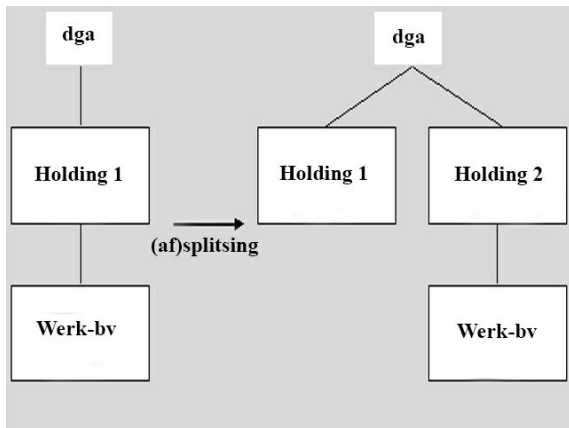 dga
dga
Holding 1
Holding 1
Holding 2
(af)splitsing
Werk-bv
Werk-bv